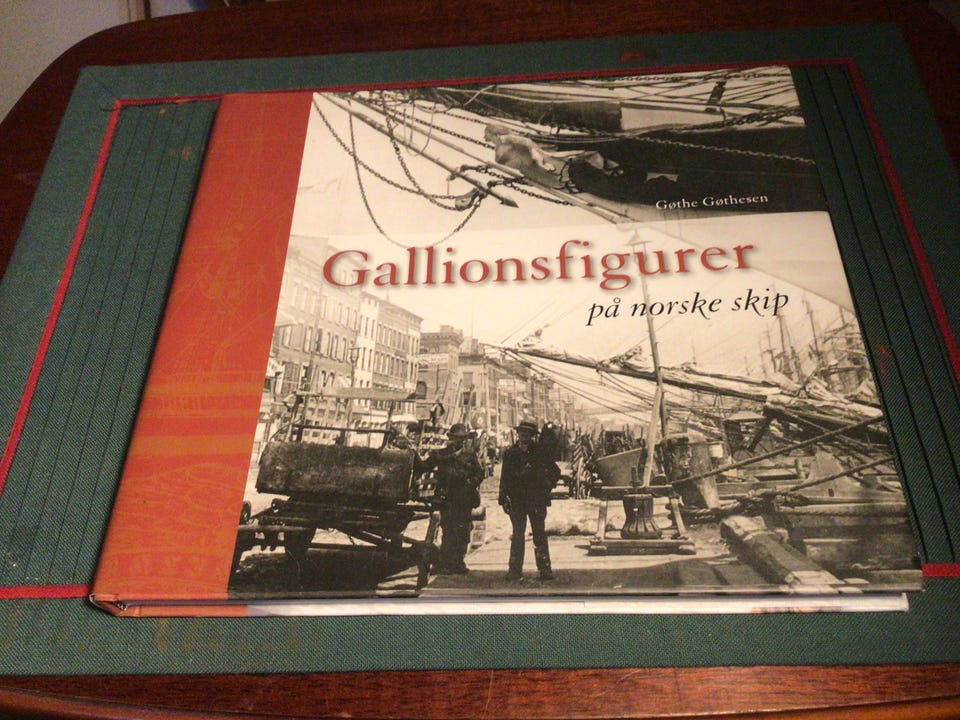 Gøthe Gøthesen
Gallionsfigurer
på norske skip